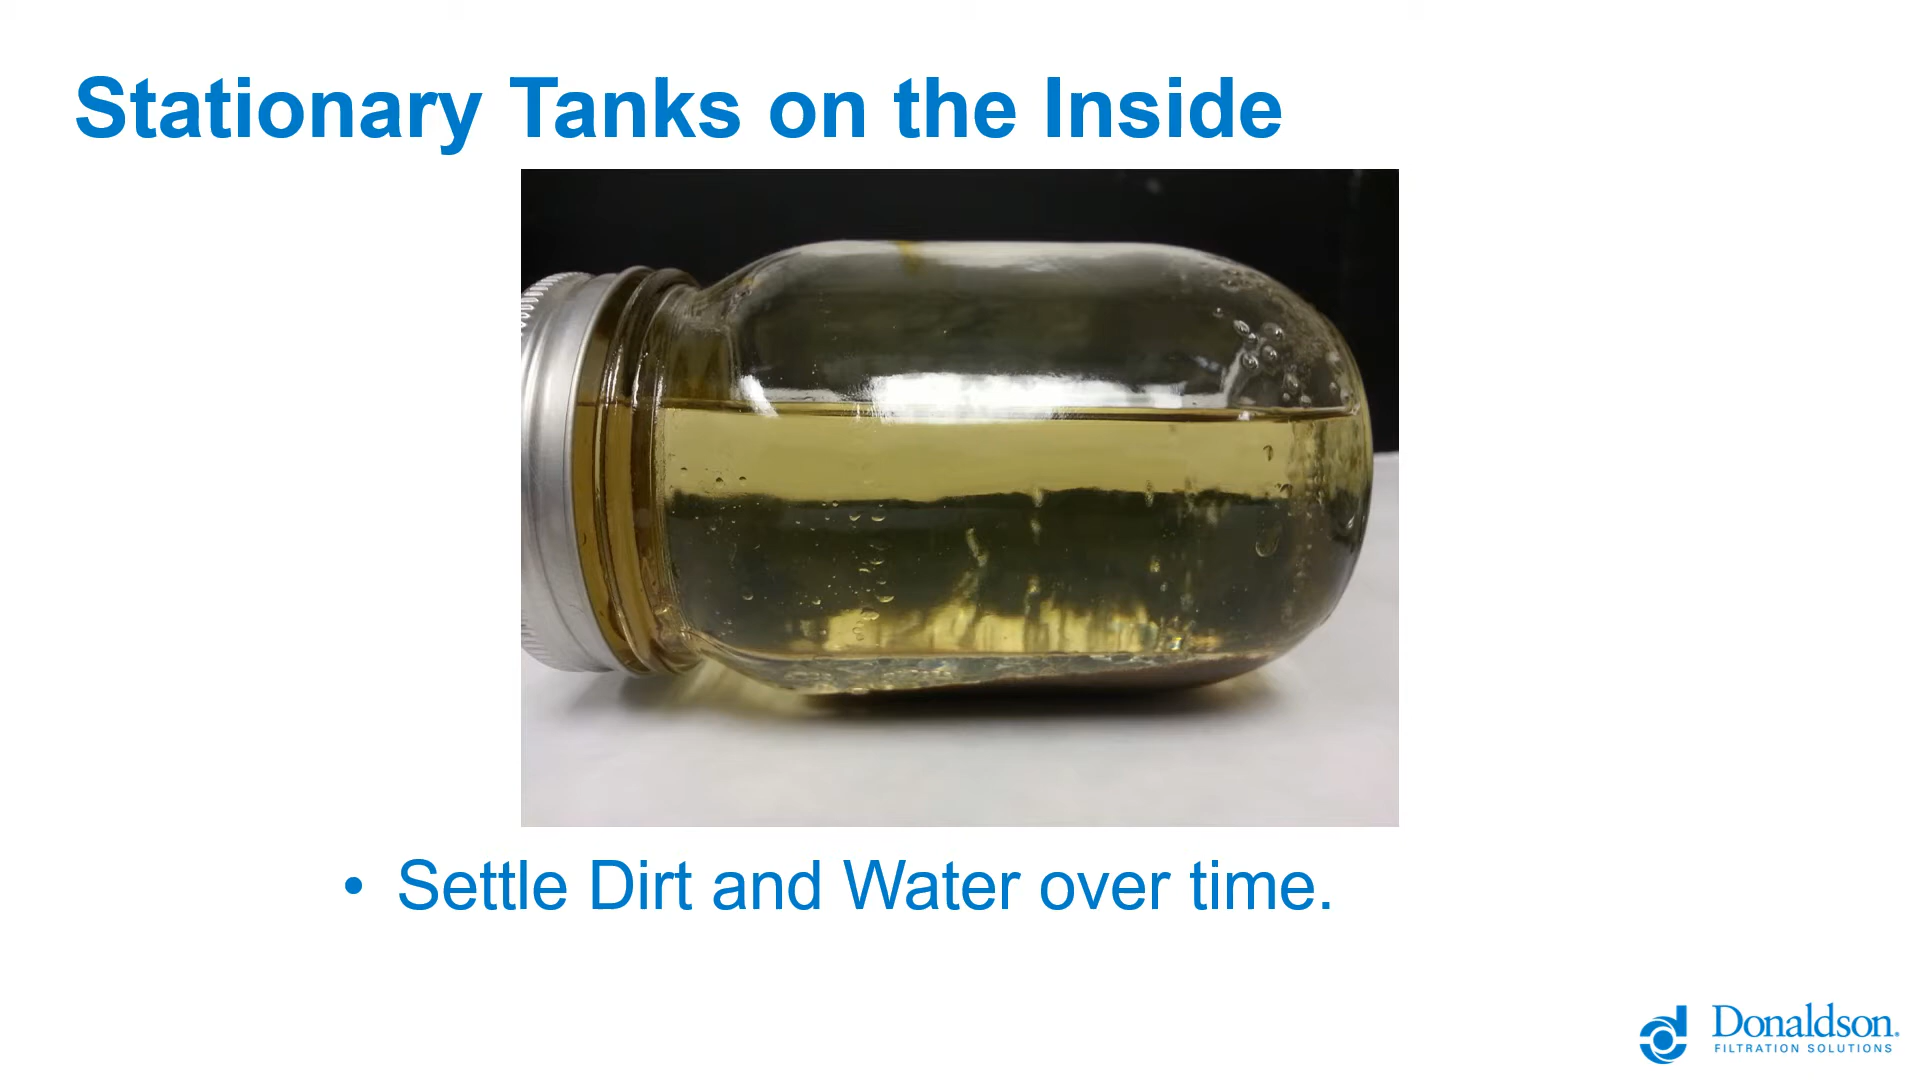 Stationary Tanks on the Inside
• Settle Dirt and Water over time.
Donaldson.
FILTRATION SOLUTIONS